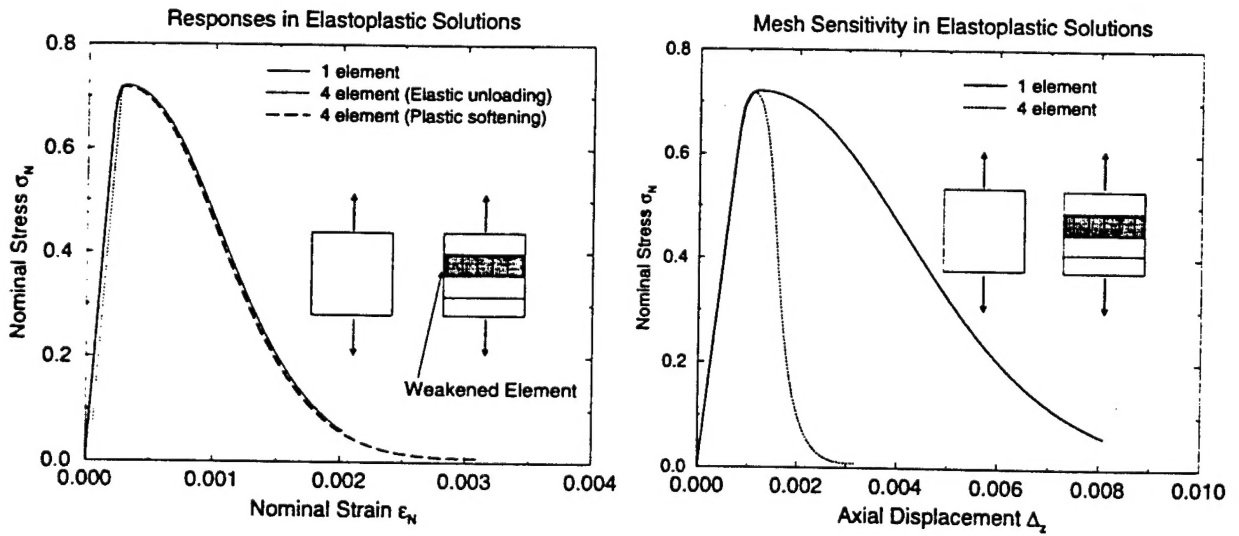 Responses in Elastoplastic Solutions
0.8
0.6
0.4
0.2
0.0
Nominal Stress σN
1 element
4 element (Elastic unloading)
4 element (Plastic softening)
Weakened Element
0.000
0.001
0.002
0.003
0.004
Nominal Strain εN
Mesh Sensitivity in Elastoplastic Solutions
0.8
0.6
0.4
0.2
0.0
Nominal Stress σN
1 element
4 element
0.000
0.002
0.004
0.006
0.008
0.010
Axial Displacement Δz